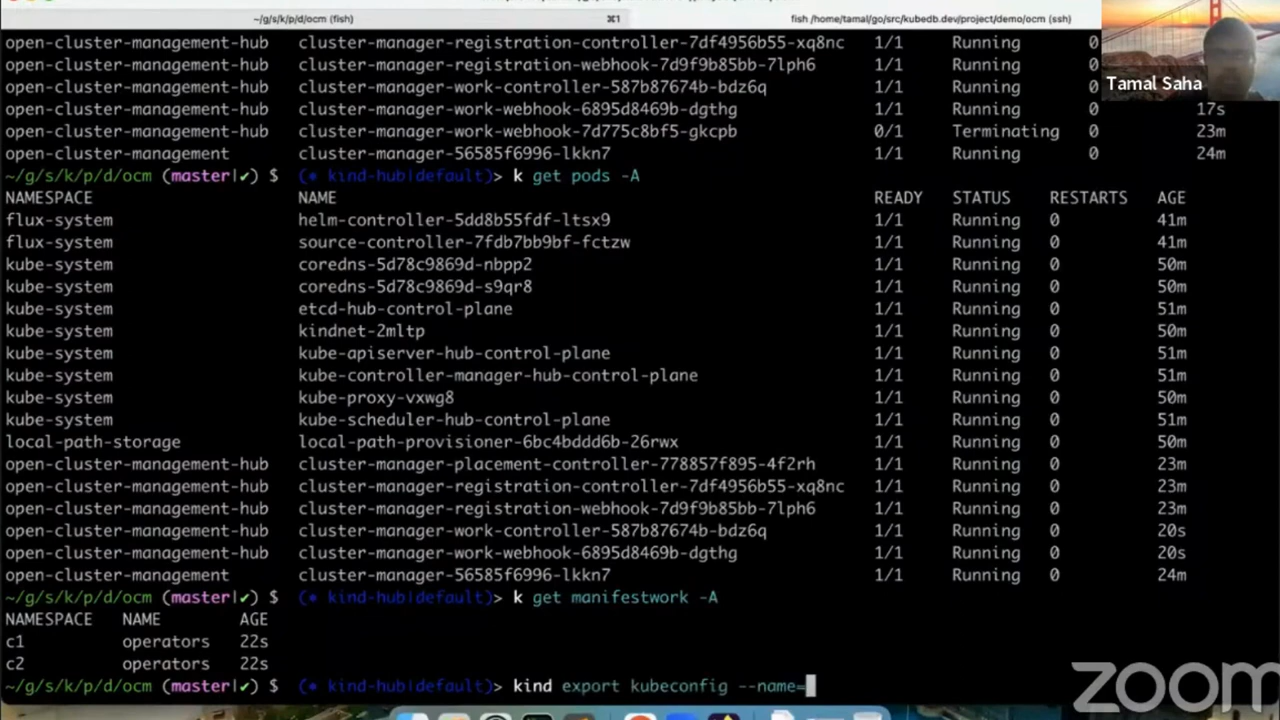 ~/g/s/k/p/d/ocm (fish) ⌘1 fish /home/tamal/go/src/kubedb.dev/project/demo/ocm (ssh)
open-cluster-management-hub cluster-manager-registration-controller-7df4956b55-xq8nc 1/1 Running 0
open-cluster-management-hub cluster-manager-registration-webhook-7d9f9b85bb-7lph6 1/1 Running
open-cluster-management-hub cluster-manager-work-controller-587b87674b-bdz6q 1/1 Running
open-cluster-management-hub cluster-manager-work-webhook-6895d8469b-dgthg 1/1 Running 0 17s
open-cluster-management-hub cluster-manager-work-webhook-7d775c8bf5-gkcpb 0/1 Terminating 0 23m
open-cluster-management cluster-manager-56585f6996-lkkn7 1/1 Running 0 24m
~/g/s/k/p/d/ocm (master|✔) $ (⎈ kind-hub|default)> k get pods -A
NAMESPACE NAME READY STATUS RESTARTS AGE
flux-system helm-controller-5dd8b55fdf-ltsx9 1/1 Running 0 41m
flux-system source-controller-7fdb7bb9bf-fctzw 1/1 Running 0 41m
kube-system coredns-5d78c9869d-nbpp2 1/1 Running 0 50m
kube-system coredns-5d78c9869d-s9qr8 1/1 Running 0 50m
kube-system etcd-hub-control-plane 1/1 Running 0 51m
kube-system kindnet-2mltp 1/1 Running 0 50m
kube-system kube-apiserver-hub-control-plane 1/1 Running 0 51m
kube-system kube-controller-manager-hub-control-plane 1/1 Running 0 51m
kube-system kube-proxy-vxwg8 1/1 Running 0 50m
kube-system kube-scheduler-hub-control-plane 1/1 Running 0 51m
local-path-storage local-path-provisioner-6bc4bddd6b-26rwx 1/1 Running 0 50m
open-cluster-management-hub cluster-manager-placement-controller-778857f895-4f2rh 1/1 Running 0 23m
open-cluster-management-hub cluster-manager-registration-controller-7df4956b55-xq8nc 1/1 Running 0 23m
open-cluster-management-hub cluster-manager-registration-webhook-7d9f9b85bb-7lph6 1/1 Running 0 23m
open-cluster-management-hub cluster-manager-work-controller-587b87674b-bdz6q 1/1 Running 0 20s
open-cluster-management-hub cluster-manager-work-webhook-6895d8469b-dgthg 1/1 Running 0 20s
open-cluster-management cluster-manager-56585f6996-lkkn7 1/1 Running 0 24m
~/g/s/k/p/d/ocm (master|✔) $ (⎈ kind-hub|default)> k get manifestwork -A
NAMESPACE NAME AGE
c1 operators 22s
c2 operators 22s
~/g/s/k/p/d/ocm (master|✔) $ (⎈ kind-hub|default)> kind export kubeconfig --name=
Tamal Saha
zoom